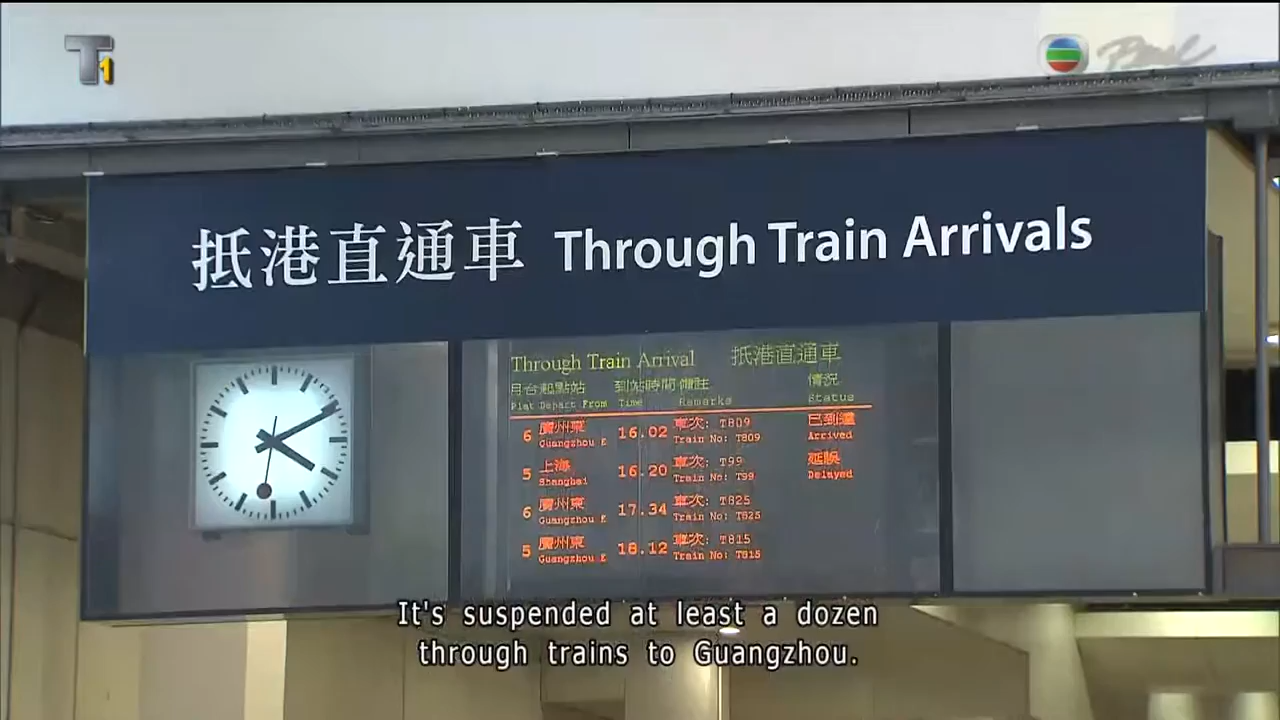 T1
Pearl
抵港直通車 Through Train Arrivals
Through Train Arrival 抵港直通車
月台 起點站 到站時間 備註 情況
Plat Depart From Time Remarks Status
6 廣州東 16.02 車次: T809 已到達
Guangzhou E Train No: T809 Arrived
5 上海 16.20 車次: T99 延誤
Shanghai Train No: T99 Delayed
6 廣州東 17.34 車次: T825
Guangzhou E Train No: T825
5 廣州東 18.12 車次: T815
Guangzhou E Train No: T815
It's suspended at least a dozen
through trains to Guangzhou.